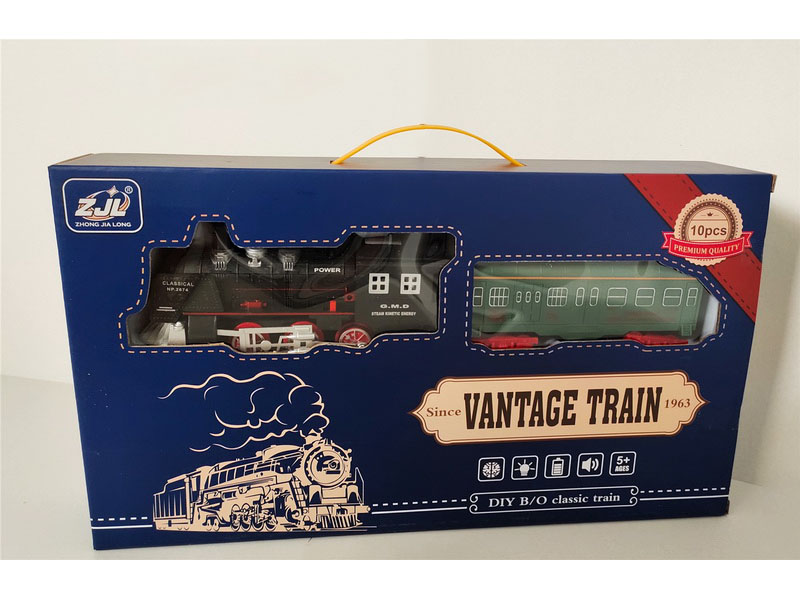 ZJL®
ZHONG JIA LONG
10pcs
PREMIUM QUALITY
CLASSICAL
NP.2674
POWER
G.M.D
STEAM KINETIC ENERGY
Since VANTAGE TRAIN 1963
5+
AGES
DIY B/O classic train